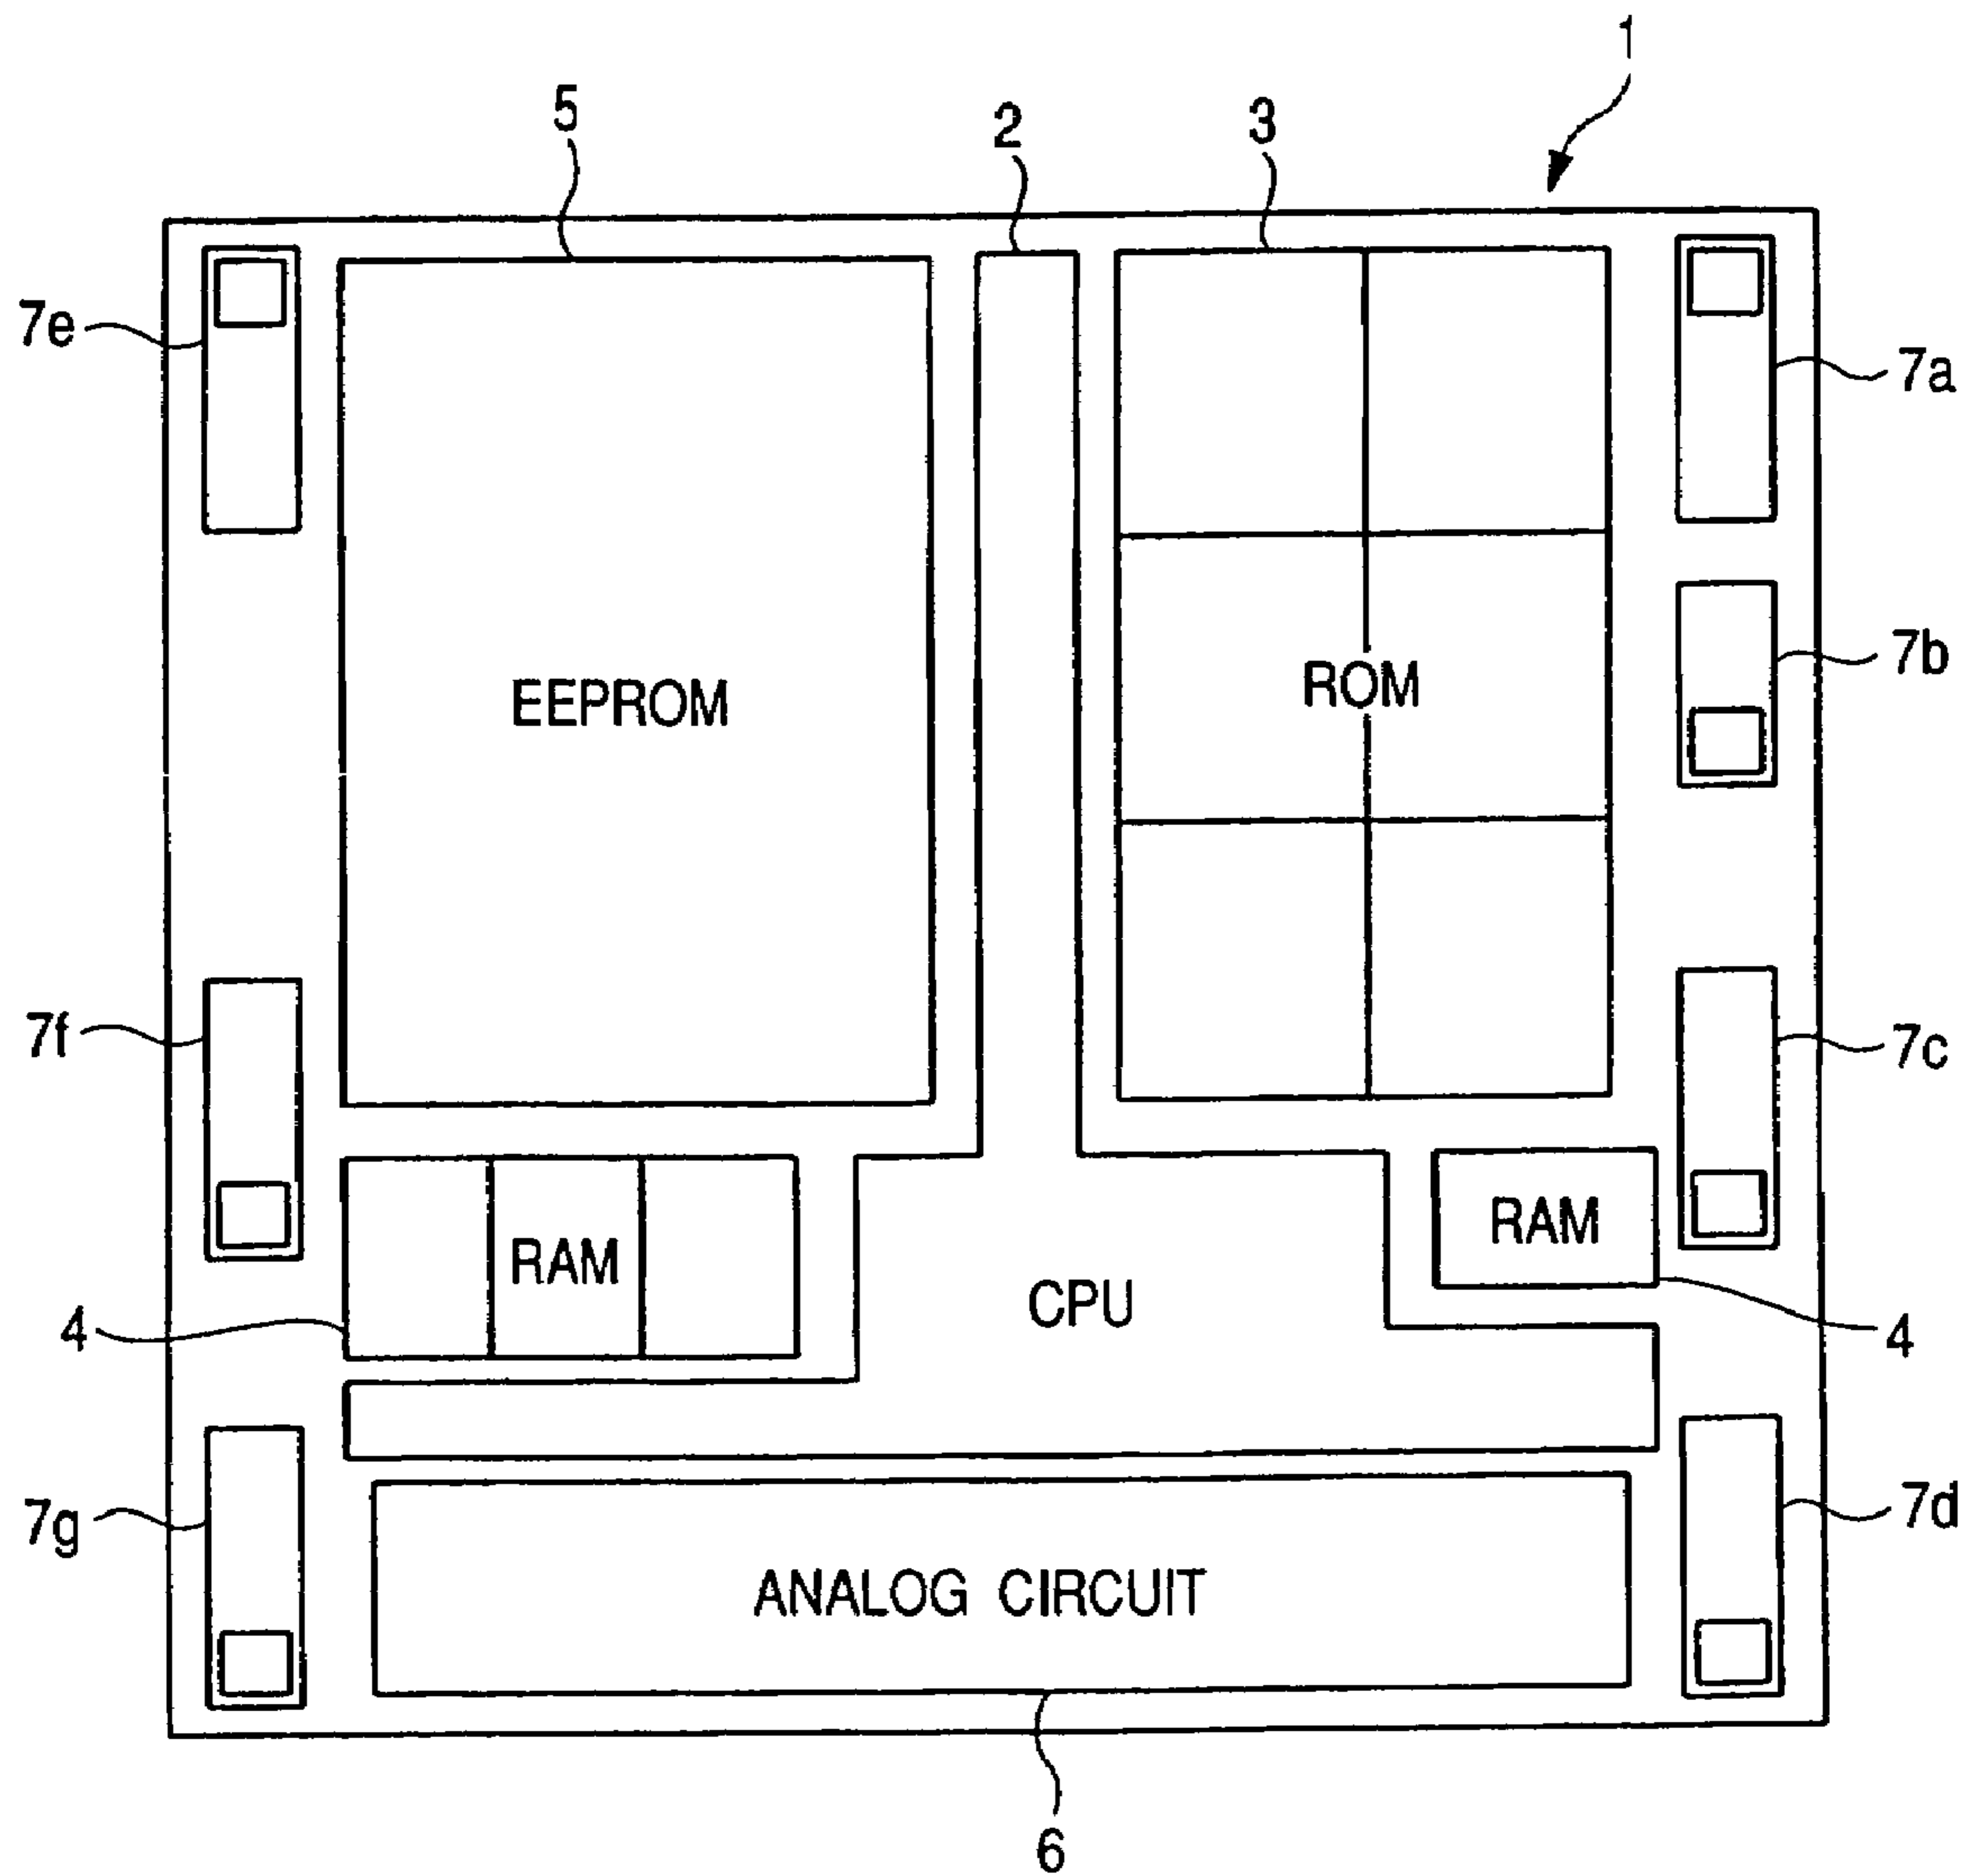 1
5
2
3
7e
7a
7b
EEPROM
ROM
7f
7c
RAM
RAM
CPU
4
4
7g
7d
ANALOG CIRCUIT
6